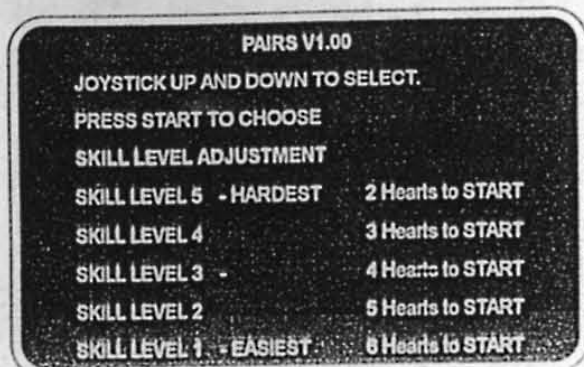 PAIRS V1.00
JOYSTICK UP AND DOWN TO SELECT.
PRESS START TO CHOOSE
SKILL LEVEL ADJUSTMENT
SKILL LEVEL 5 - HARDEST 2 Hearts to START
SKILL LEVEL 4 3 Hearts to START
SKILL LEVEL 3 - 4 Hearts to START
SKILL LEVEL 2 5 Hearts to START
SKILL LEVEL 1 - EASIEST 6 Hearts to START